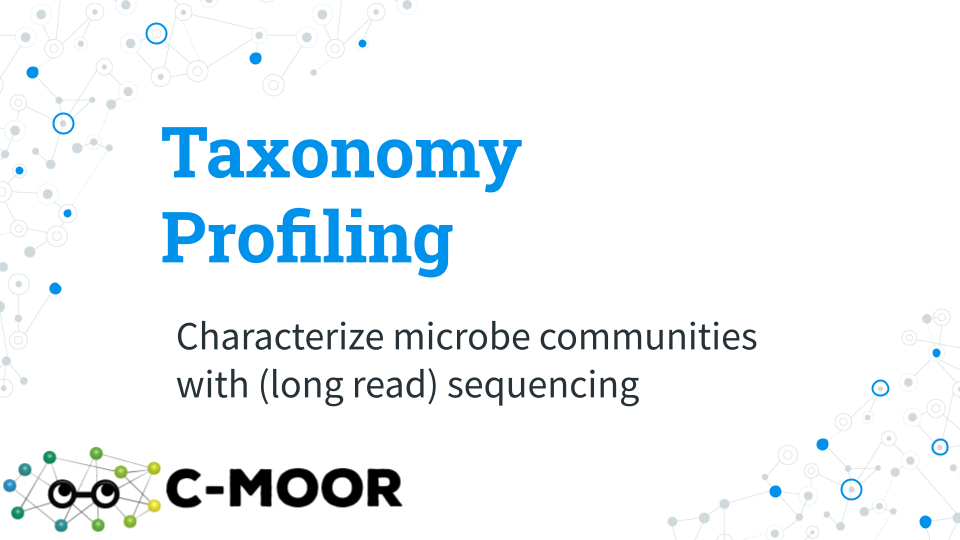 Taxonomy
Profiling
Characterize microbe communities
with (long read) sequencing
C-MOOR